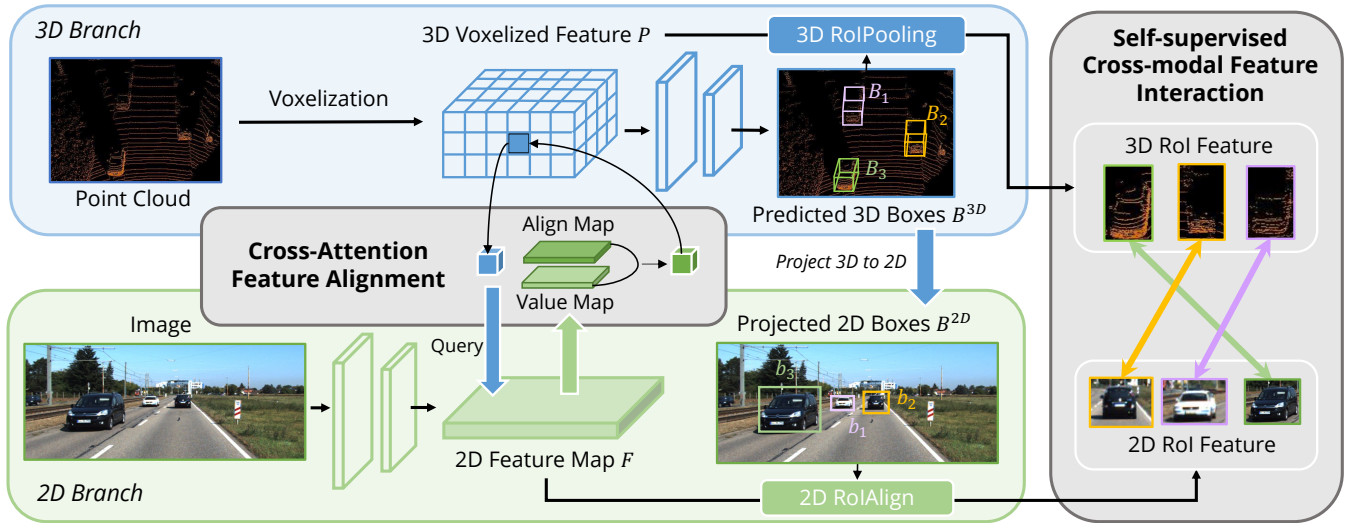 3D Branch
3D Voxelized Feature P
3D RoIPooling
Voxelization
B₁
B₂
B₃
Point Cloud
Predicted 3D Boxes B³ᴰ
Cross-Attention
Feature Alignment
Align Map
Value Map
Project 3D to 2D
Query
Image
2D Feature Map F
Projected 2D Boxes B²ᴰ
b₃
b₁
b₂
2D RoIAlign
2D Branch
Self-supervised
Cross-modal Feature
Interaction
3D RoI Feature
2D RoI Feature